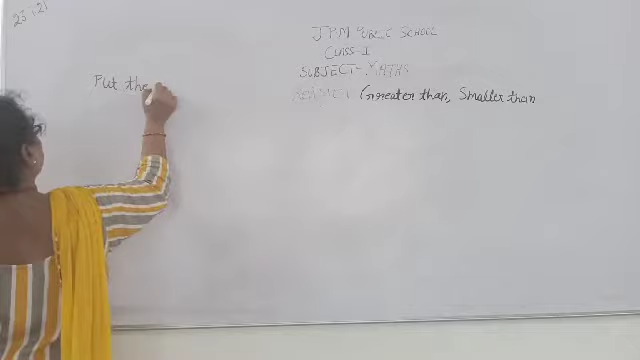 JPM PUBLIC SCHOOL
CLASS-I
SUBJECT-MATHS
Greater than, Smaller than
Put the